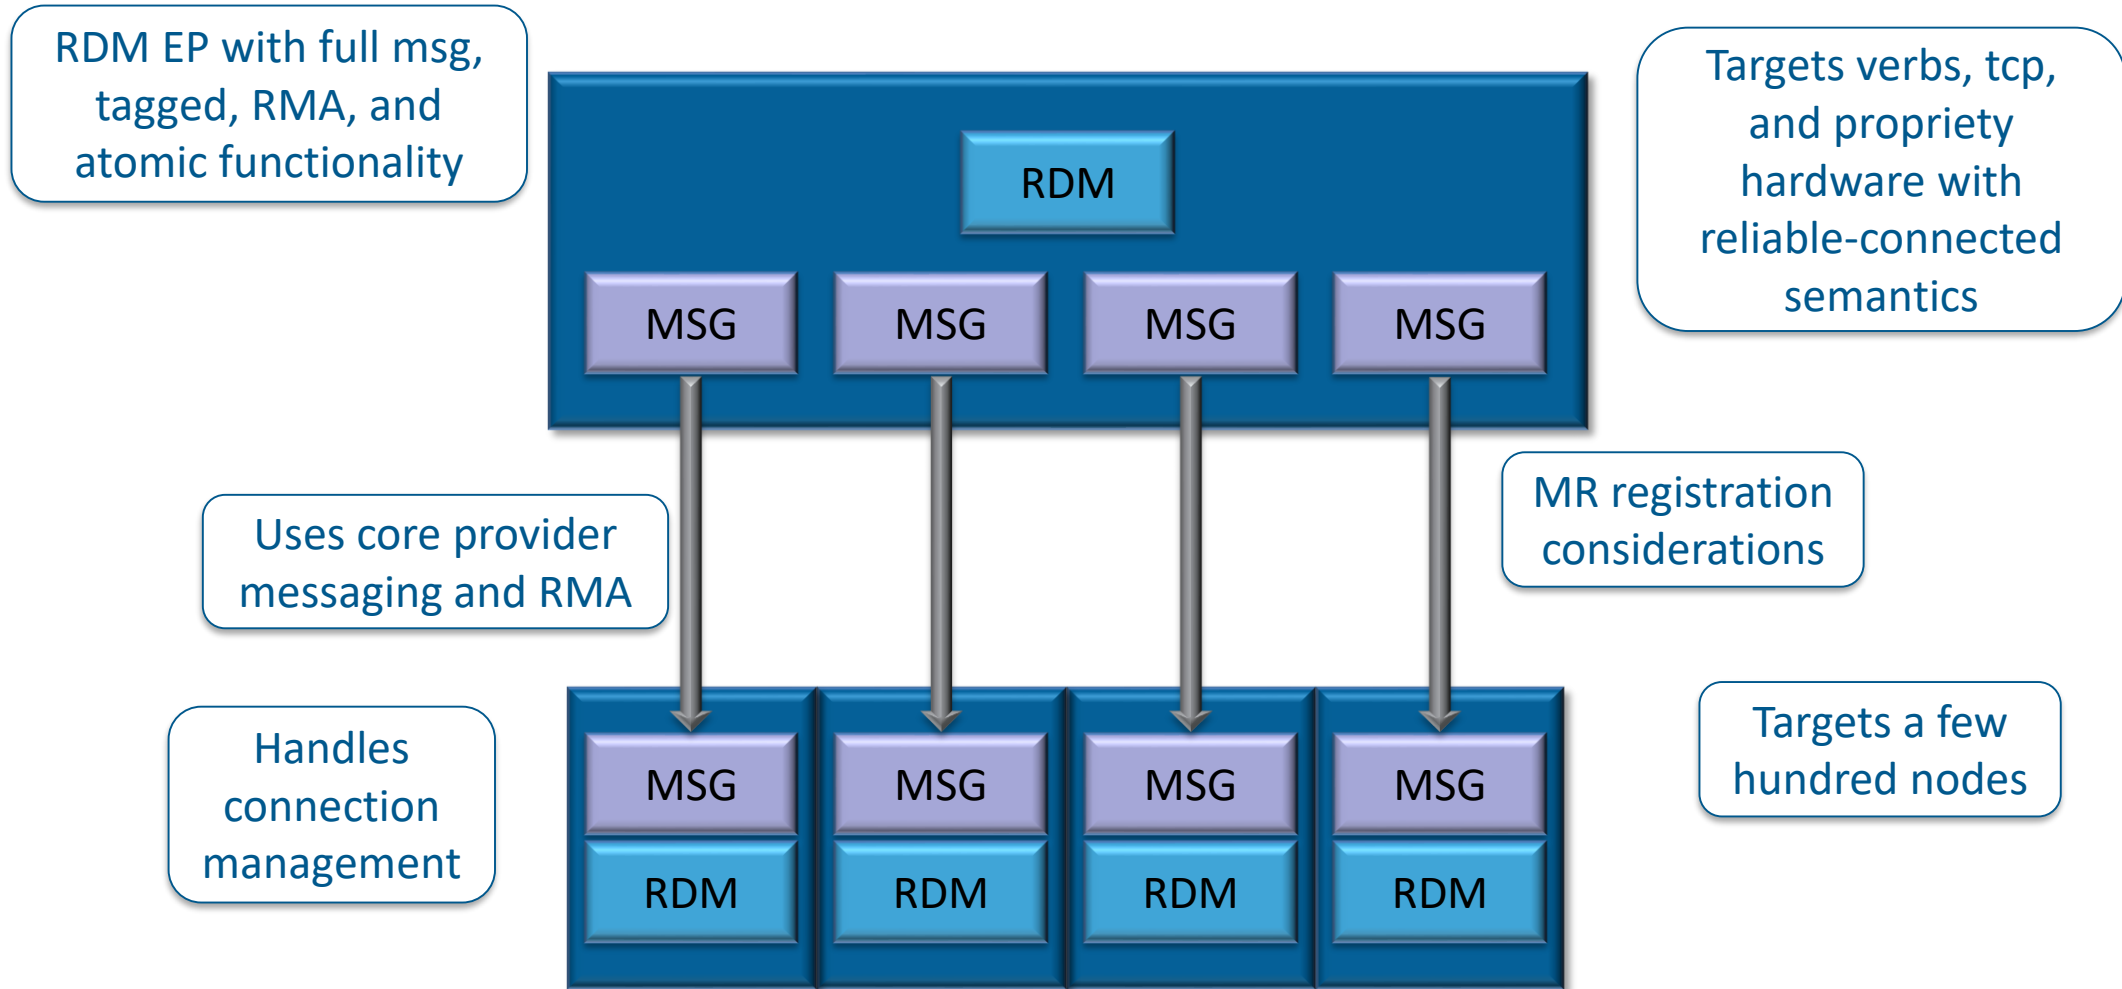 RDM EP with full msg,
tagged, RMA, and
atomic functionality
Targets verbs, tcp,
and propriety
hardware with
reliable-connected
semantics
RDM
MSG
MSG
MSG
MSG
Uses core provider
messaging and RMA
MR registration
considerations
Handles
connection
management
Targets a few
hundred nodes
MSG
MSG
MSG
MSG
RDM
RDM
RDM
RDM